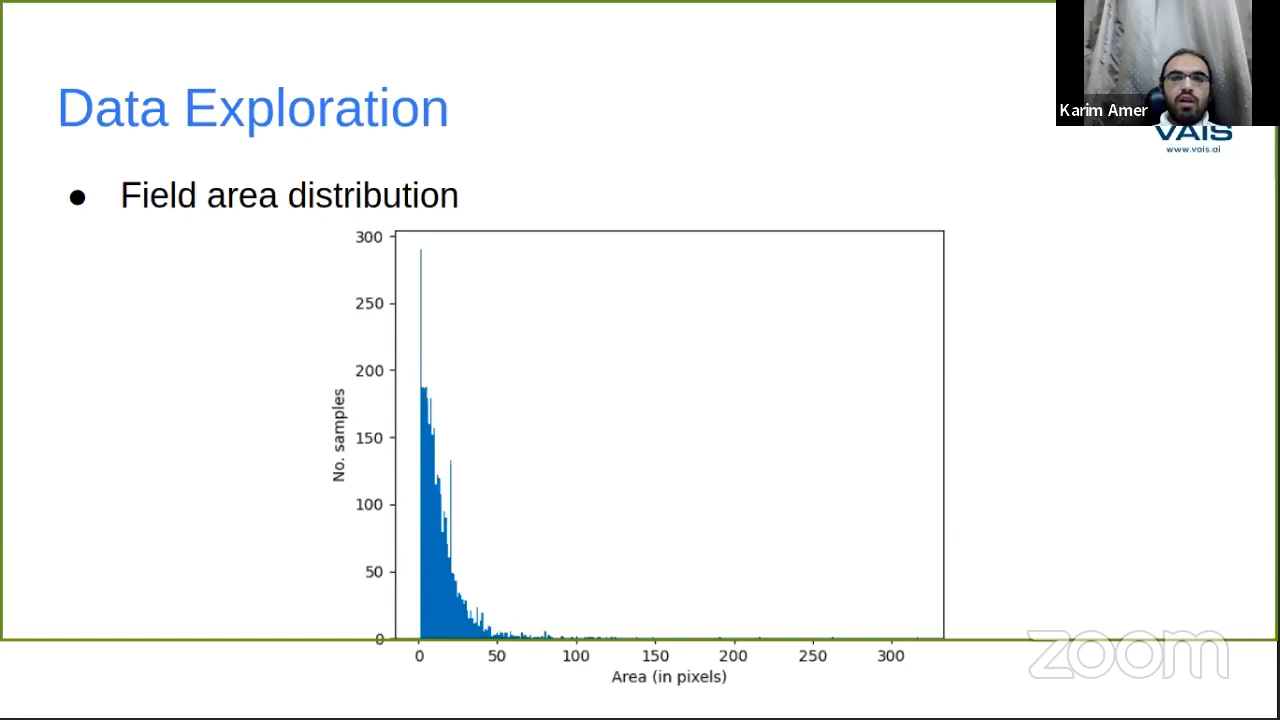 Data Exploration
Karim Amer
VAIS
www.vais.ai
● Field area distribution
300
250
200
150
100
50
0
No. samples
0 50 100 150 200 250 300
Area (in pixels)
zoom